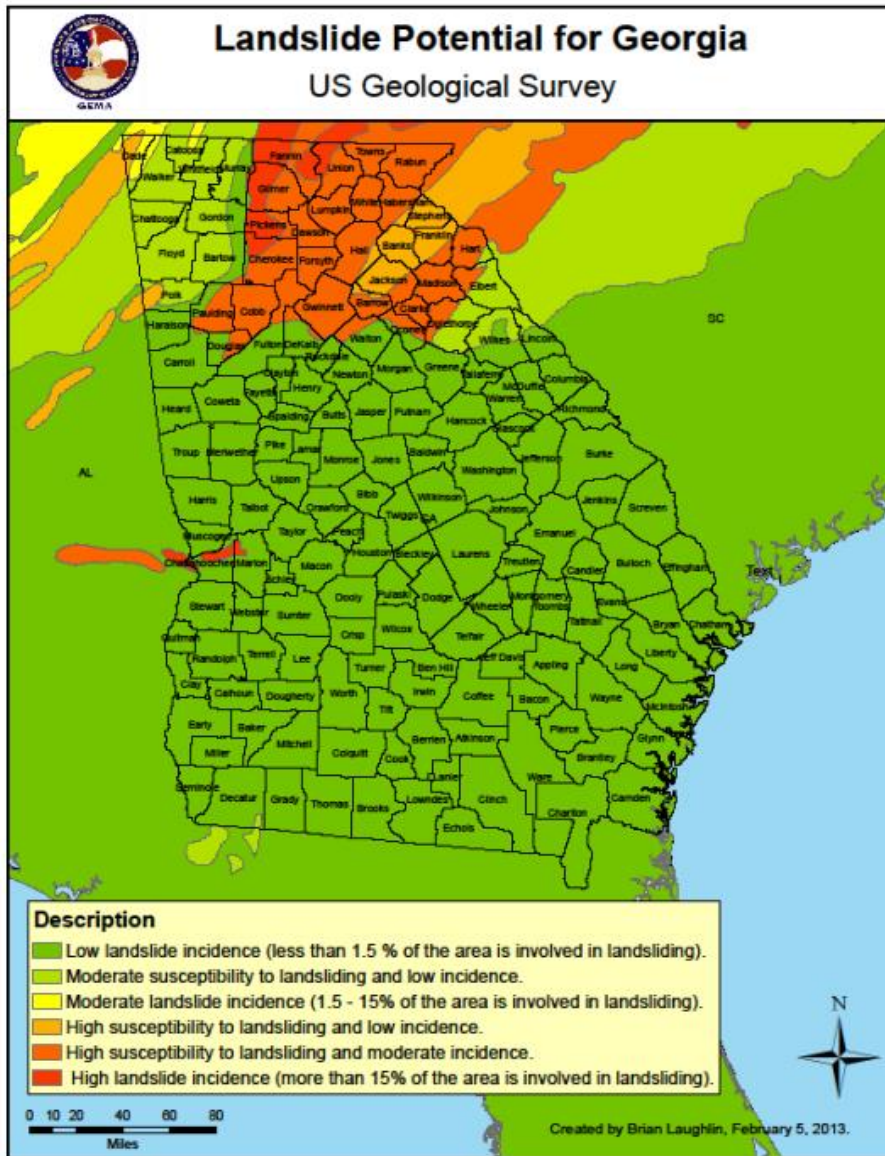 Landslide Potential for Georgia
US Geological Survey
GEMA
Dade
Catoosa
Walker
Murray
Fannin
Towns
Rabun
Union
Gilmer
Chattooga
Gordon
Lumpkin
White
Habersham
Stephens
Pickens
Dawson
Banks
Franklin
Hart
Floyd
Bartow
Cherokee
Forsyth
Hall
Jackson
Madison
Elbert
Polk
Paulding
Cobb
Gwinnett
Barrow
Clarke
Oglethorpe
Haralson
Douglas
Fulton
DeKalb
Walton
Oconee
Wilkes
Lincoln
SC
Carroll
Rockdale
Newton
Morgan
Greene
Taliaferro
McDuffie
Columbia
Clayton
Henry
Fayette
Heard
Coweta
Spalding
Butts
Jasper
Putnam
Hancock
Warren
Richmond
Glascock
Troup
Meriwether
Pike
Lamar
Monroe
Jones
Baldwin
Washington
Jefferson
Burke
AL
Upson
Harris
Talbot
Crawford
Bibb
Wilkinson
Twiggs
GA
Johnson
Jenkins
Screven
Muscogee
Taylor
Peach
Emanuel
Chattahoochee
Marion
Macon
Houston
Bleckley
Laurens
Treutlen
Candler
Bulloch
Effingham
Text
Schley
Stewart
Webster
Sumter
Dooly
Pulaski
Dodge
Wheeler
Montgomery
Toombs
Evans
Tattnall
Bryan
Chatham
Quitman
Crisp
Wilcox
Telfair
Randolph
Terrell
Lee
Turner
Ben Hill
Jeff Davis
Appling
Long
Liberty
Clay
Calhoun
Dougherty
Worth
Tift
Irwin
Coffee
Bacon
Wayne
McIntosh
Early
Baker
Mitchell
Colquitt
Berrien
Atkinson
Pierce
Glynn
Miller
Cook
Lanier
Ware
Brantley
Seminole
Decatur
Grady
Thomas
Brooks
Lowndes
Clinch
Charlton
Camden
Echols
Description
Low landslide incidence (less than 1.5 % of the area is involved in landsliding).
Moderate susceptibility to landsliding and low incidence.
Moderate landslide incidence (1.5 - 15% of the area is involved in landsliding).
High susceptibility to landsliding and low incidence.
High susceptibility to landsliding and moderate incidence.
High landslide incidence (more than 15% of the area is involved in landsliding).
N
0 10 20 40 60 80
Miles
Created by Brian Laughlin, February 5, 2013.